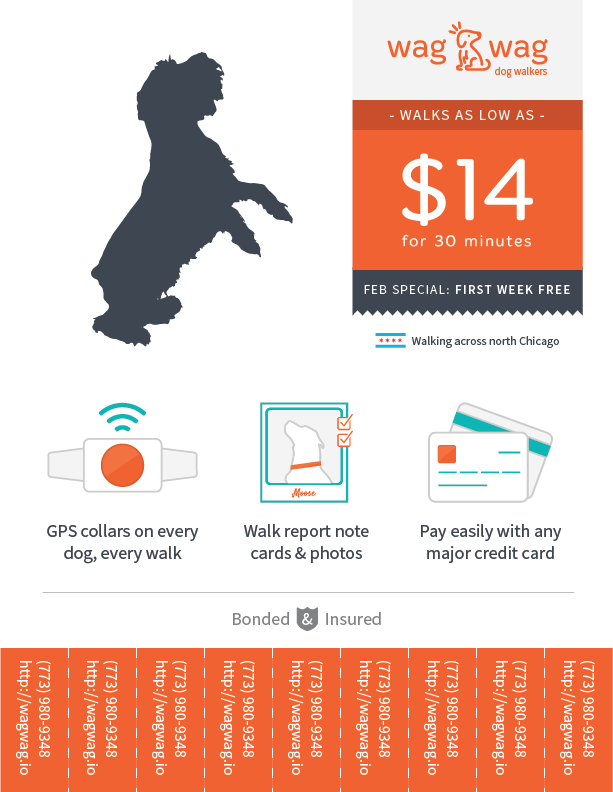 wag wag
dog walkers
- WALKS AS LOW AS -
$14
for 30 minutes
FEB SPECIAL: FIRST WEEK FREE
Walking across north Chicago
Moose
GPS collars on every
dog, every walk
Walk report note
cards & photos
Pay easily with any
major credit card
Bonded & Insured
(773) 980-9348
http://wagwag.io
(773) 980-9348
http://wagwag.io
(773) 980-9348
http://wagwag.io
(773) 980-9348
http://wagwag.io
(773) 980-9348
http://wagwag.io
(773) 980-9348
http://wagwag.io
(773) 980-9348
http://wagwag.io
(773) 980-9348
http://wagwag.io
(773) 980-9348
http://wagwag.io